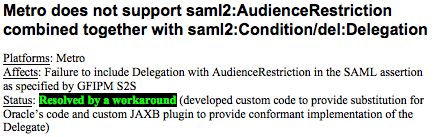 Metro does not support saml2:AudienceRestriction
combined together with saml2:Condition/del:Delegation
Platforms: Metro
Affects: Failure to include Delegation with AudienceRestriction in the SAML assertion
as specified by GFIPM S2S
Status: Resolved by a workaround (developed custom code to provide substitution for
Oracle's code and custom JAXB plugin to provide conformant implementation of the
Delegate)